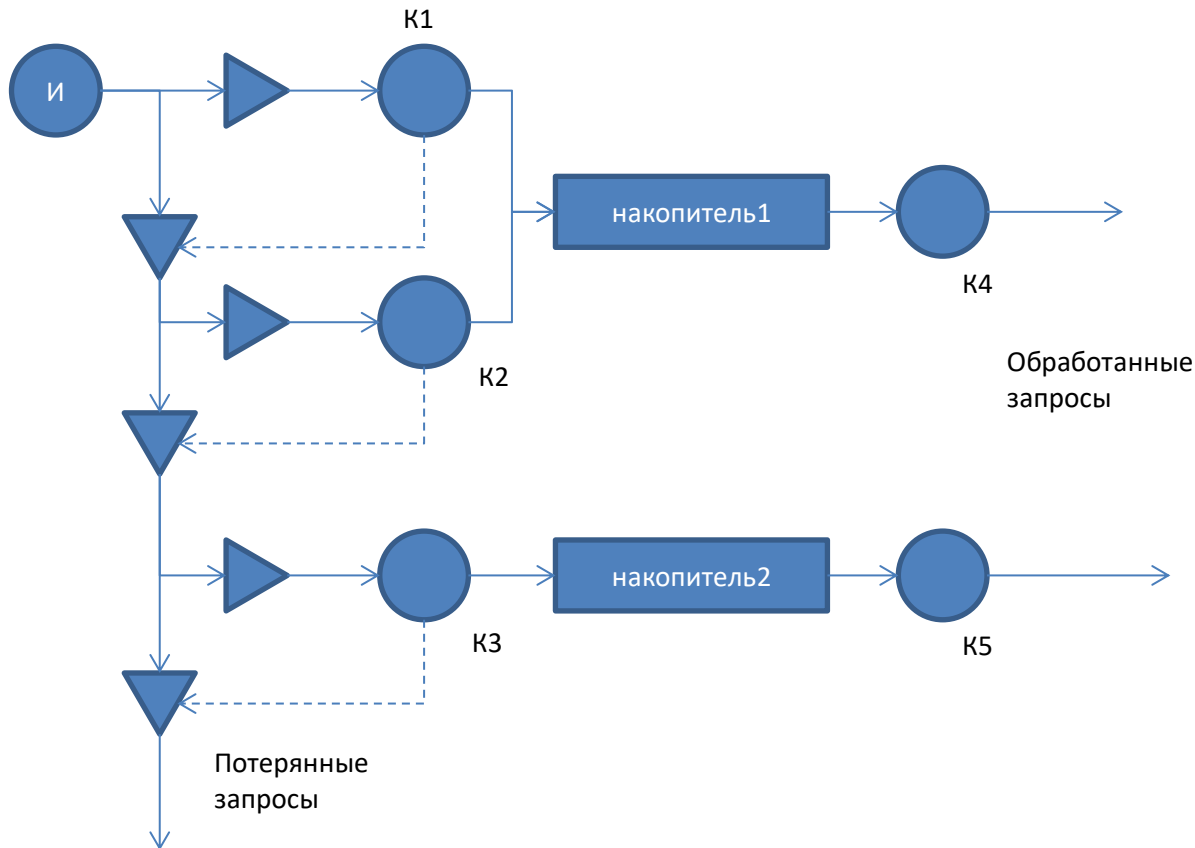 К1
И
накопитель1
К4
К2
Обработанные
запросы
накопитель2
К3
К5
Потерянные
запросы